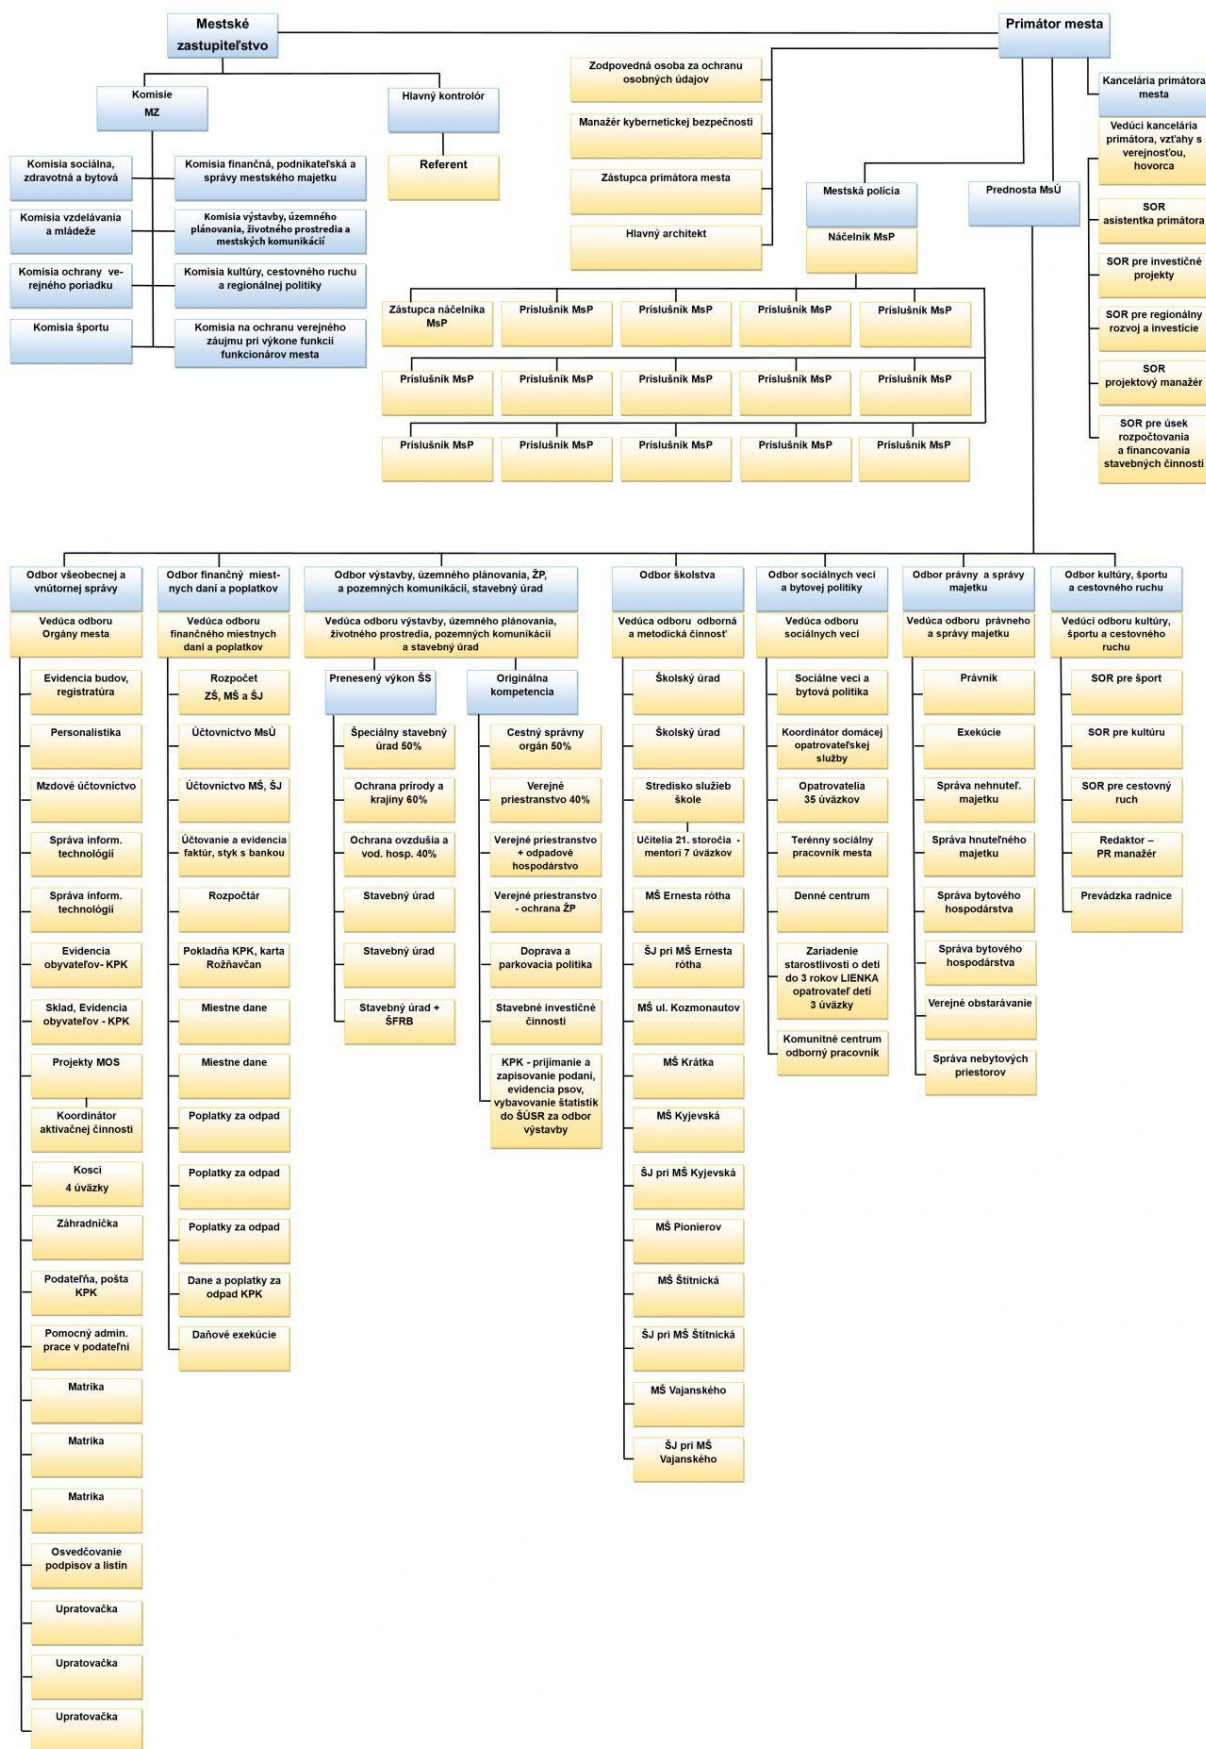 Mestské
zastupiteľstvo
Primátor mesta
Komisie
MZ
Hlavný kontrolór
Referent
Komisia sociálna,
zdravotná a bytová
Komisia finančná, podnikateľská a
správy mestského majetku
Komisia vzdelávania
a mládeže
Komisia výstavby, územného
plánovania, životného prostredia a
mestských komunikácií
Komisia ochrany ve-
rejného poriadku
Komisia kultúry, cestovného ruchu
a regionálnej politiky
Komisia športu
Komisia na ochranu verejného
záujmu pri výkone funkcií
funkcionárov mesta
Zodpovedná osoba za ochranu
osobných údajov
Manažér kybernetickej bezpečnosti
Zástupca primátora mesta
Hlavný architekt
Mestská polícia
Náčelník MsP
Prednosta MsÚ
Kancelária primátora
mesta
Vedúci kancelária
primátora, vzťahy s
verejnosťou,
hovorca
SOR
asistentka primátora
SOR pre investičné
projekty
SOR pre regionálny
rozvoj a investície
SOR
projektový manažér
SOR pre úsek
rozpočtovania
a financovania
stavebných činností
Zástupca náčelníka
MsP
Príslušník MsP
Príslušník MsP
Príslušník MsP
Príslušník MsP
Príslušník MsP
Príslušník MsP
Príslušník MsP
Príslušník MsP
Príslušník MsP
Príslušník MsP
Príslušník MsP
Príslušník MsP
Príslušník MsP
Príslušník MsP
Odbor všeobecnej a
vnútornej správy
Vedúca odboru
Orgány mesta
Evidencia budov,
registratúra
Personalistika
Mzdové účtovníctvo
Správa inform.
technológií
Správa inform.
technológií
Evidencia
obyvateľov- KPK
Sklad, Evidencia
obyvateľov - KPK
Projekty MOS
Koordinátor
aktivačnej činnosti
Kosci
4 úväzky
Záhradníčka
Podateľňa, pošta
KPK
Pomocný admin.
prace v podateľni
Matrika
Matrika
Matrika
Osvedčovanie
podpisov a listín
Upratovačka
Upratovačka
Upratovačka
Odbor finančný miest-
nych daní a poplatkov
Vedúca odboru
finančného miestnych
daní a poplatkov
Rozpočet
ZŠ, MŠ a ŠJ
Účtovníctvo MsÚ
Účtovníctvo MŠ, ŠJ
Účtovanie a evidencia
faktúr, styk s bankou
Rozpočtár
Pokladňa KPK, karta
Rožňavčan
Miestne dane
Miestne dane
Poplatky za odpad
Poplatky za odpad
Poplatky za odpad
Dane a poplatky za
odpad KPK
Daňové exekúcie
Odbor výstavby, územného plánovania, ŽP,
a pozemných komunikácií, stavebný úrad
Vedúca odboru výstavby, územného plánovania,
životného prostredia, pozemných komunikácií
a stavebný úrad
Prenesený výkon ŠS
Špeciálny stavebný
úrad 50%
Ochrana prírody a
krajiny 60%
Ochrana ovzdušia a
vod. hosp. 40%
Stavebný úrad
Stavebný úrad
Stavebný úrad +
ŠFRB
Originálna
kompetencia
Cestný správny
orgán 50%
Verejné
priestranstvo 40%
Verejné priestranstvo
+ odpadové
hospodárstvo
Verejné priestranstvo
- ochrana ŽP
Doprava a
parkovacia politika
Stavebné investičné
činnosti
KPK - prijímanie a
zapisovanie podaní,
evidencia psov,
vybavovanie štatistík
do ŠÚSR za odbor
výstavby
Odbor školstva
Vedúca odboru odborná
a metodická činnosť
Školský úrad
Školský úrad
Stredisko služieb
škole
Učitelia 21. storočia -
mentori 7 úväzkov
MŠ Ernesta rótha
ŠJ pri MŠ Ernesta
rótha
MŠ ul. Kozmonautov
MŠ Krátka
MŠ Kyjevská
ŠJ pri MŠ Kyjevská
MŠ Pionierov
MŠ Štítnická
ŠJ pri MŠ Štítnická
MŠ Vajanského
ŠJ pri MŠ
Vajanského
Odbor sociálnych vecí
a bytovej politiky
Vedúca odboru
sociálnych vecí
Sociálne veci a
bytová politika
Koordinátor domácej
opatrovateľskej
služby
Opatrovatelia
35 úväzkov
Terénny sociálny
pracovník mesta
Denné centrum
Zariadenie
starostlivosti o deti
do 3 rokov LIENKA
opatrovateľ detí
3 úväzky
Komunitné centrum
odborný pracovník
Odbor právny a správy
majetku
Vedúca odboru právneho
a správy majetku
Právnik
Exekúcie
Správa nehnuteľ.
majetku
Správa hnuteľného
majetku
Správa bytového
hospodárstva
Správa bytového
hospodárstva
Verejné obstarávanie
Správa nebytových
priestorov
Odbor kultúry, športu
a cestovného ruchu
Vedúci odboru kultúry,
športu a cestovného
ruchu
SOR pre šport
SOR pre kultúru
SOR pre cestovný
ruch
Redaktor –
PR manažér
Prevádzka radnice